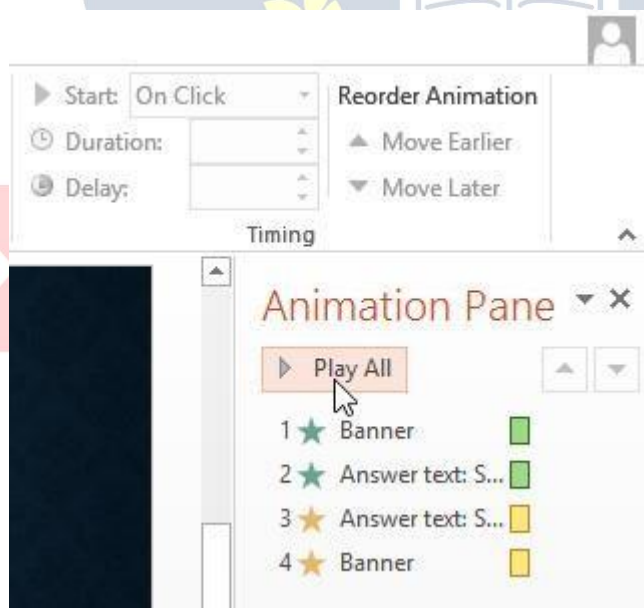 Start: On Click
Reorder Animation
Duration:
Move Earlier
Delay:
Move Later
Timing
Animation Pane
Play All
1 Banner
2 Answer text: S...
3 Answer text: S...
4 Banner